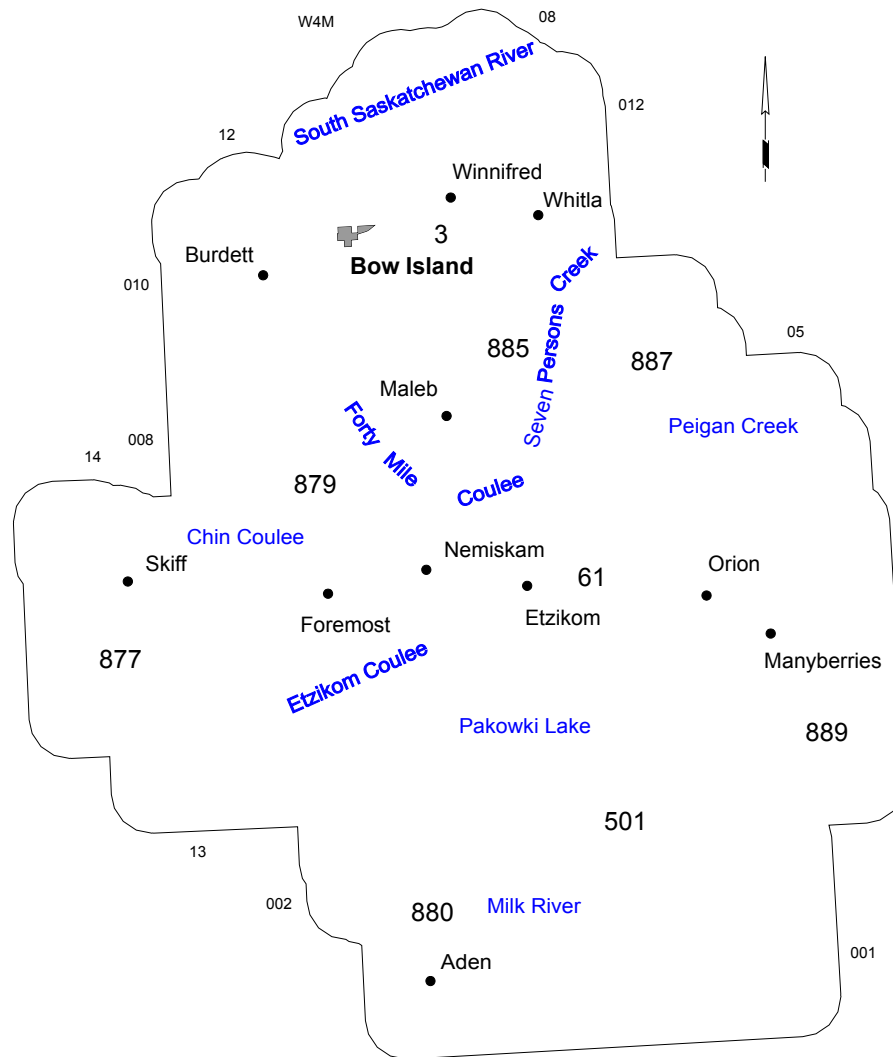 W4M
08
South Saskatchewan River
012
12
Winnifred
Whitla
3
Burdett
Bow Island
Seven Persons Creek
010
05
885
887
Maleb
Forty Mile Coulee
Peigan Creek
008
14
879
Chin Coulee
Nemiskam
Skiff
61
Orion
Foremost
Etzikom
Manyberries
877
Etzikom Coulee
Pakowki Lake
889
501
13
002
880
Milk River
001
Aden